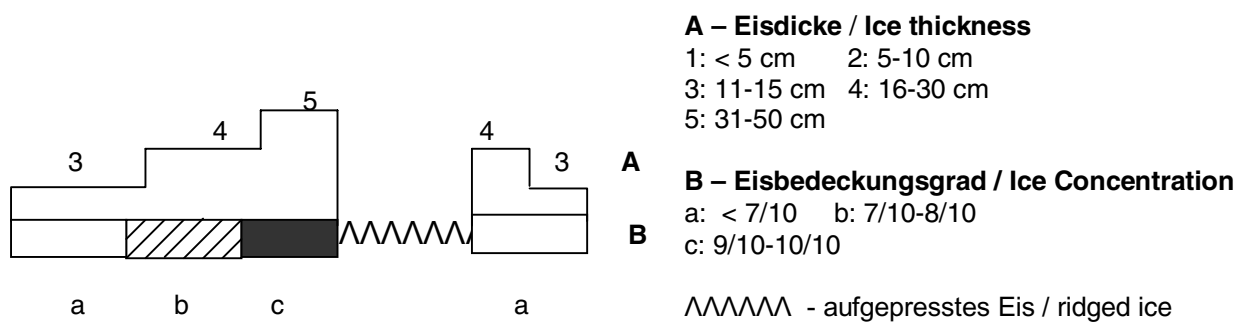 5
4
4
3
3
A
B
a b c a
A – Eisdicke / Ice thickness
1: < 5 cm 2: 5-10 cm
3: 11-15 cm 4: 16-30 cm
5: 31-50 cm
B – Eisbedeckungsgrad / Ice Concentration
a: < 7/10 b: 7/10-8/10
c: 9/10-10/10
ΛΛΛΛΛΛ - aufgepresstes Eis / ridged ice